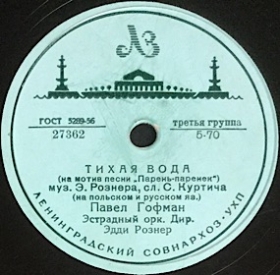 ЛЗ
ГОСТ 5289-56
27362
третья группа
5-70
ТИХАЯ ВОДА
(на мотив песни „Парень-паренек")
муз. Э. Рознера, сл. С. Куртича
(на польском и русском яз.)
Павел Гофман
Эстрадный орк. Дир.
Эдди Рознер
ЛЕНИНГРАДСКИЙ СОВНАРХОЗ-УХП